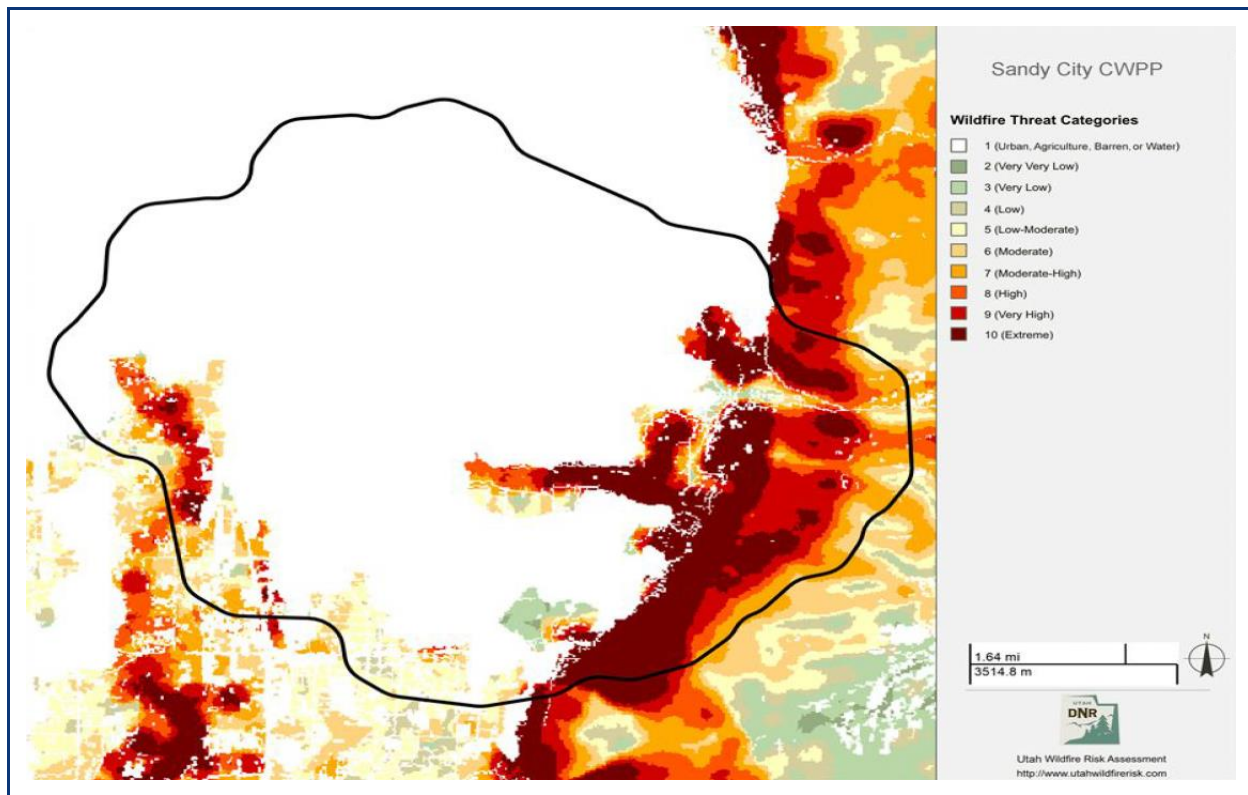 Sandy City CWPP
Wildfire Threat Categories
1 (Urban, Agriculture, Barren, or Water)
2 (Very Very Low)
3 (Very Low)
4 (Low)
5 (Low-Moderate)
6 (Moderate)
7 (Moderate-High)
8 (High)
9 (Very High)
10 (Extreme)
N
1.64 mi
3514.8 m
UTAH
DNR
Utah Wildfire Risk Assessment
http://www.utahwildfirerisk.com